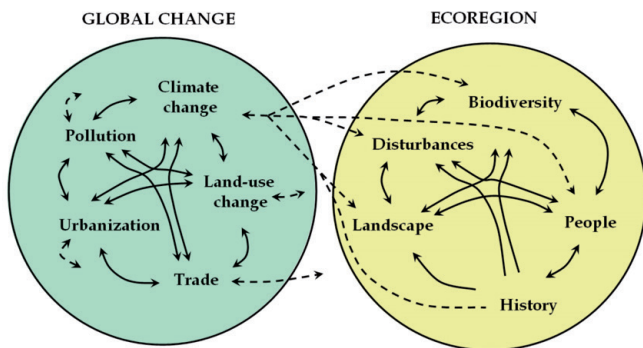 GLOBAL CHANGE
ECOREGION
Climate
change
Pollution
Land-use
change
Urbanization
Trade
Biodiversity
Disturbances
Landscape
People
History